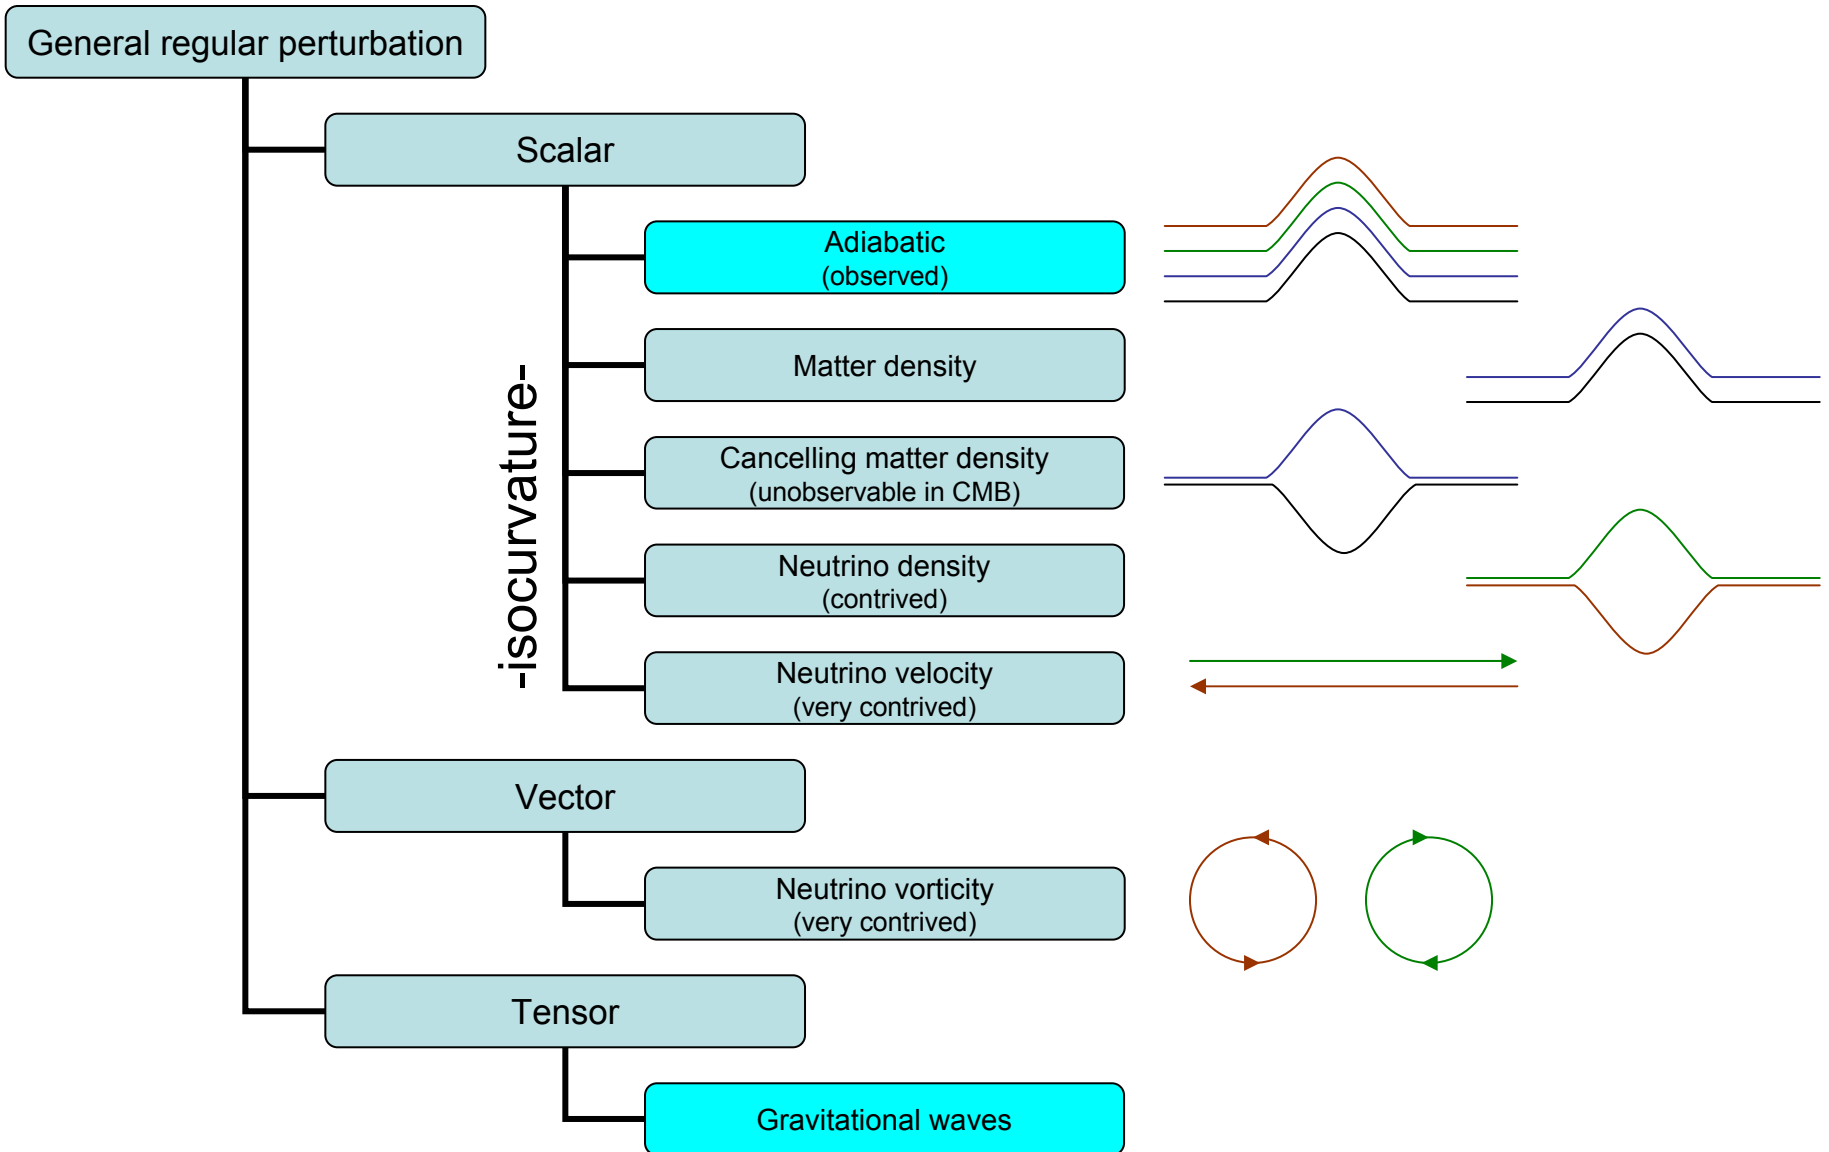 General regular perturbation
Scalar
Adiabatic
(observed)
Matter density
-isocurvature-
Cancelling matter density
(unobservable in CMB)
Neutrino density
(contrived)
Neutrino velocity
(very contrived)
Vector
Neutrino vorticity
(very contrived)
Tensor
Gravitational waves